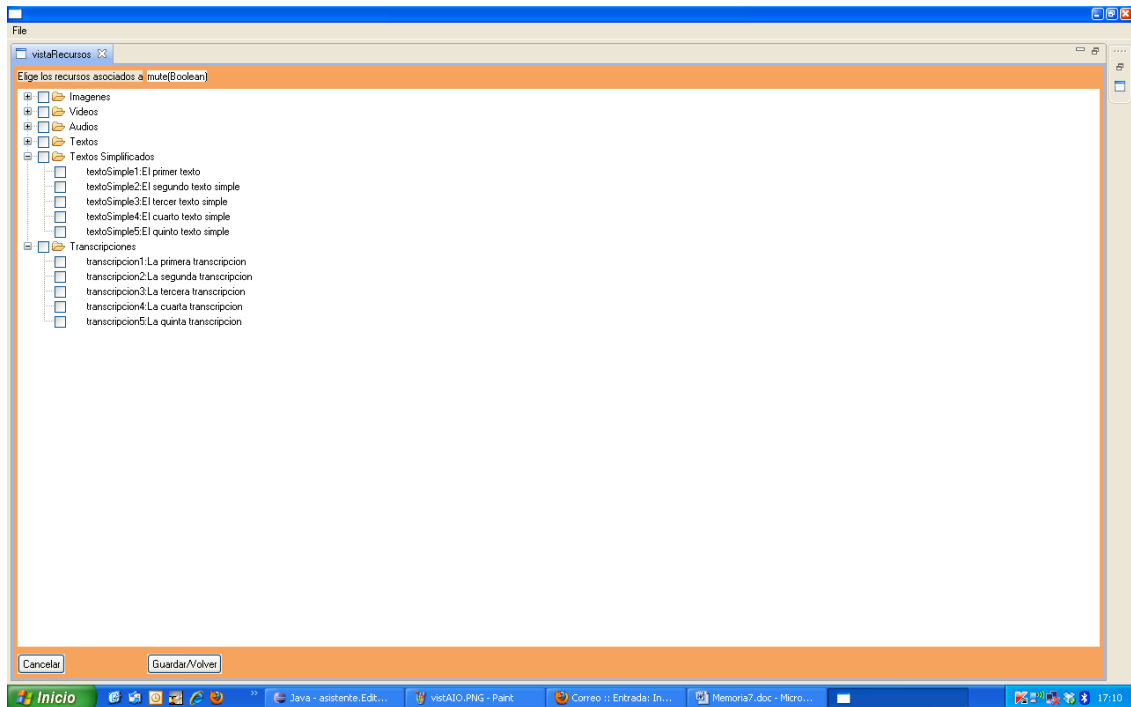 File
vistaRecursos
Elige los recursos asociados a mute(Boolean)
Imagenes
Videos
Audios
Textos
Textos Simplificados
textoSimple1:El primer texto
textoSimple2:El segundo texto simple
textoSimple3:El tercer texto simple
textoSimple4:El cuarto texto simple
textoSimple5:El quinto texto simple
Transcripciones
transcripcion1:La primera transcripcion
transcripcion2:La segunda transcripcion
transcripcion3:La tercera transcripcion
transcripcion4:La cuarta transcripcion
transcripcion5:La quinta transcripcion
Cancelar Guardar/Volver
Inicio Java - asistente.Edit... vistAIO.PNG - Paint Correo :: Entrada: In... Memoria7.doc - Micro... 17:10